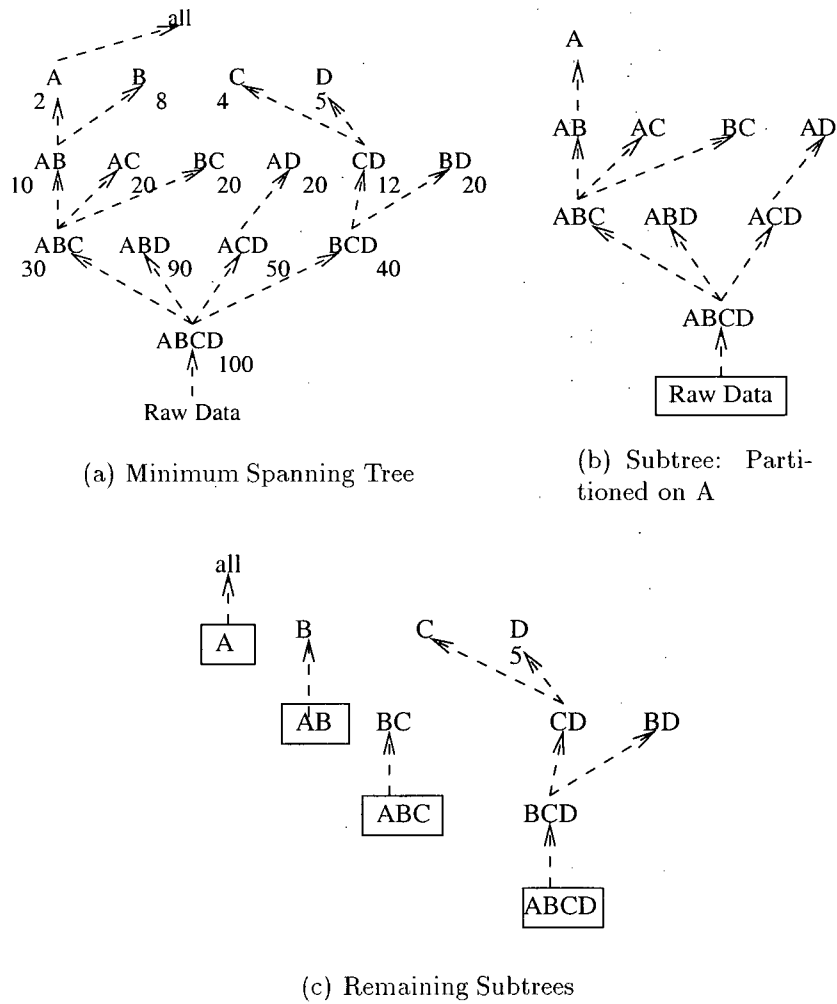 all
A B C D
2 8 4 5
AB AC BC AD CD BD
10 20 20 20 12 20
ABC ABD ACD BCD
30 90 50 40
ABCD
100
Raw Data
(a) Minimum Spanning Tree
A
AB AC BC AD
ABC ABD ACD
ABCD
Raw Data
(b) Subtree: Parti-
tioned on A
all
A B C D
5
AB BC CD BD
ABC BCD
ABCD
(c) Remaining Subtrees